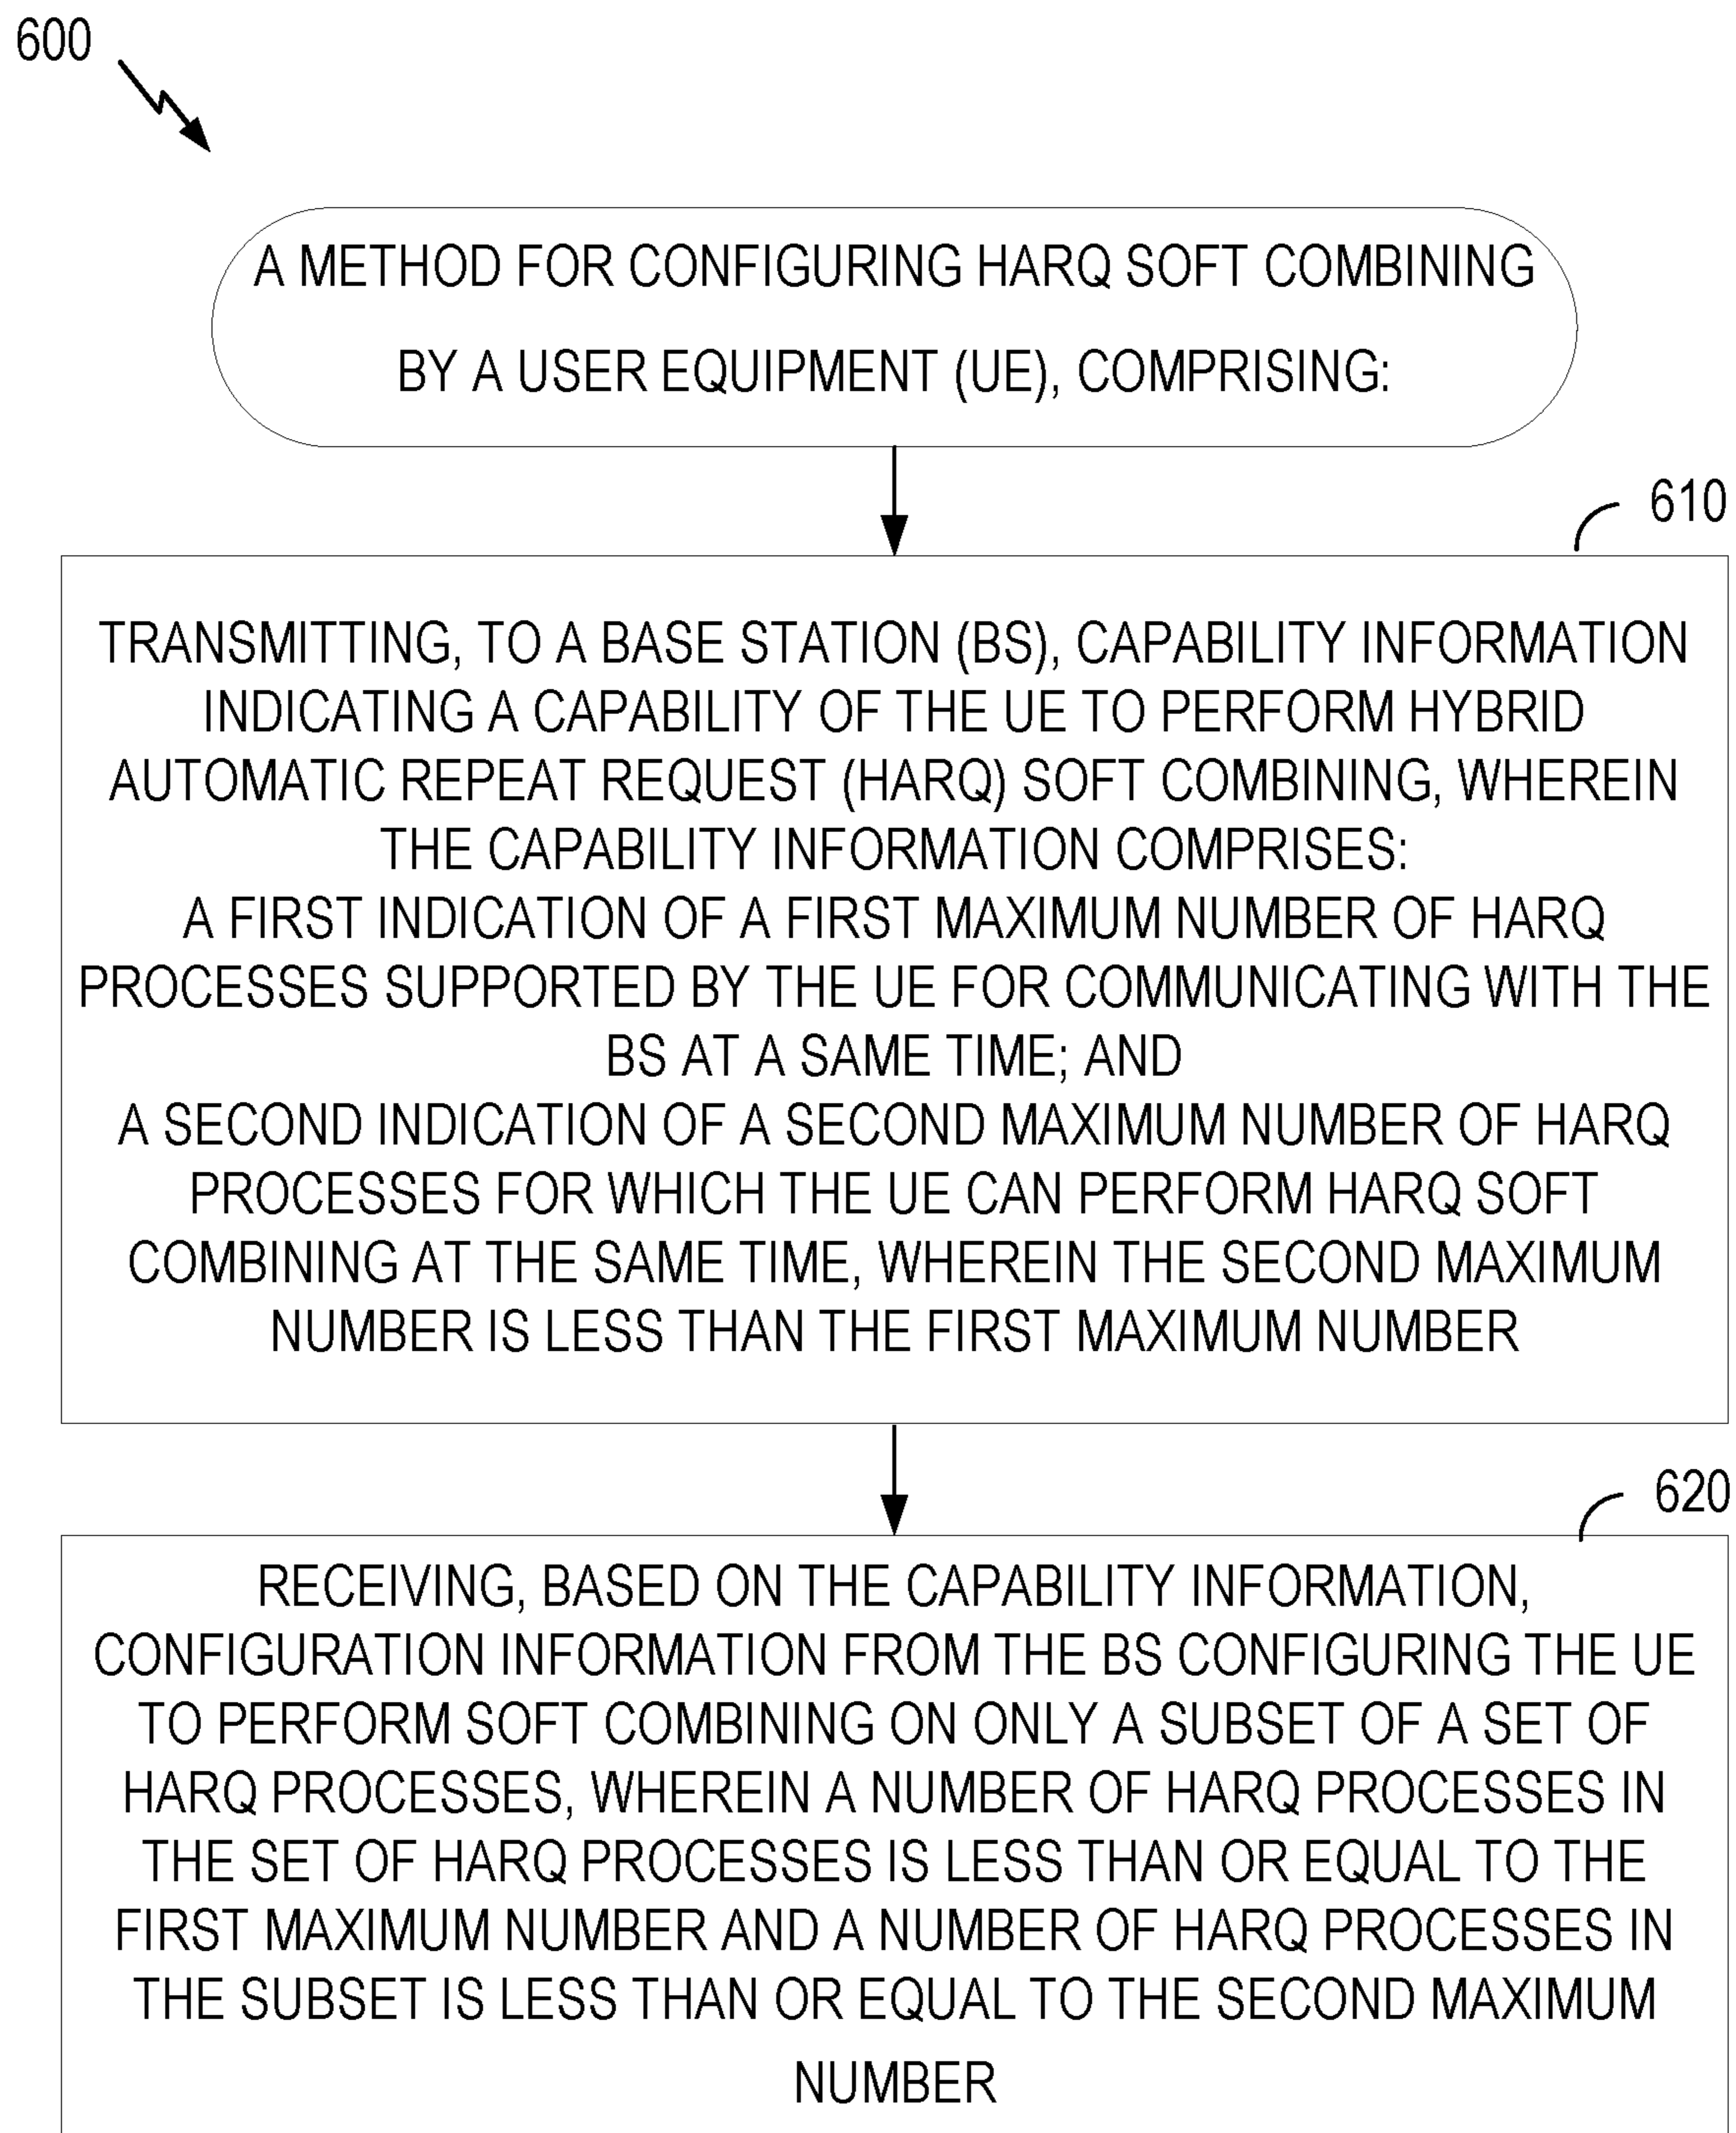 600
A METHOD FOR CONFIGURING HARQ SOFT COMBINING
BY A USER EQUIPMENT (UE), COMPRISING:
610
TRANSMITTING, TO A BASE STATION (BS), CAPABILITY INFORMATION
INDICATING A CAPABILITY OF THE UE TO PERFORM HYBRID
AUTOMATIC REPEAT REQUEST (HARQ) SOFT COMBINING, WHEREIN
THE CAPABILITY INFORMATION COMPRISES:
A FIRST INDICATION OF A FIRST MAXIMUM NUMBER OF HARQ
PROCESSES SUPPORTED BY THE UE FOR COMMUNICATING WITH THE
BS AT A SAME TIME; AND
A SECOND INDICATION OF A SECOND MAXIMUM NUMBER OF HARQ
PROCESSES FOR WHICH THE UE CAN PERFORM HARQ SOFT
COMBINING AT THE SAME TIME, WHEREIN THE SECOND MAXIMUM
NUMBER IS LESS THAN THE FIRST MAXIMUM NUMBER
620
RECEIVING, BASED ON THE CAPABILITY INFORMATION,
CONFIGURATION INFORMATION FROM THE BS CONFIGURING THE UE
TO PERFORM SOFT COMBINING ON ONLY A SUBSET OF A SET OF
HARQ PROCESSES, WHEREIN A NUMBER OF HARQ PROCESSES IN
THE SET OF HARQ PROCESSES IS LESS THAN OR EQUAL TO THE
FIRST MAXIMUM NUMBER AND A NUMBER OF HARQ PROCESSES IN
THE SUBSET IS LESS THAN OR EQUAL TO THE SECOND MAXIMUM
NUMBER